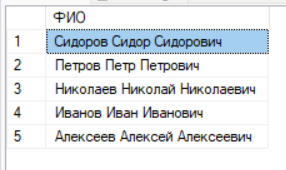 ФИО
1 Сидоров Сидор Сидорович
2 Петров Петр Петрович
3 Николаев Николай Николаевич
4 Иванов Иван Иванович
5 Алексеев Алексей Алексеевич